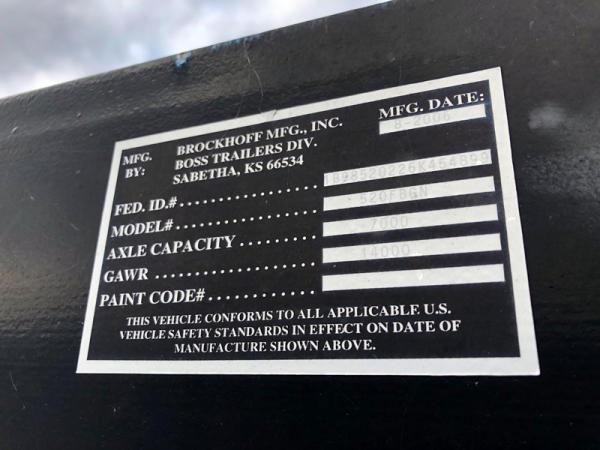 MFG. BY: BROCKHOFF MFG., INC.
BOSS TRAILERS DIV.
SABETHA, KS 66534
MFG. DATE:
8-2006
FED. ID.# 1B9S520226K454899
MODEL# 520FBGN
AXLE CAPACITY 7000
GAWR 14000
PAINT CODE#
THIS VEHICLE CONFORMS TO ALL APPLICABLE U.S.
VEHICLE SAFETY STANDARDS IN EFFECT ON DATE OF
MANUFACTURE SHOWN ABOVE.